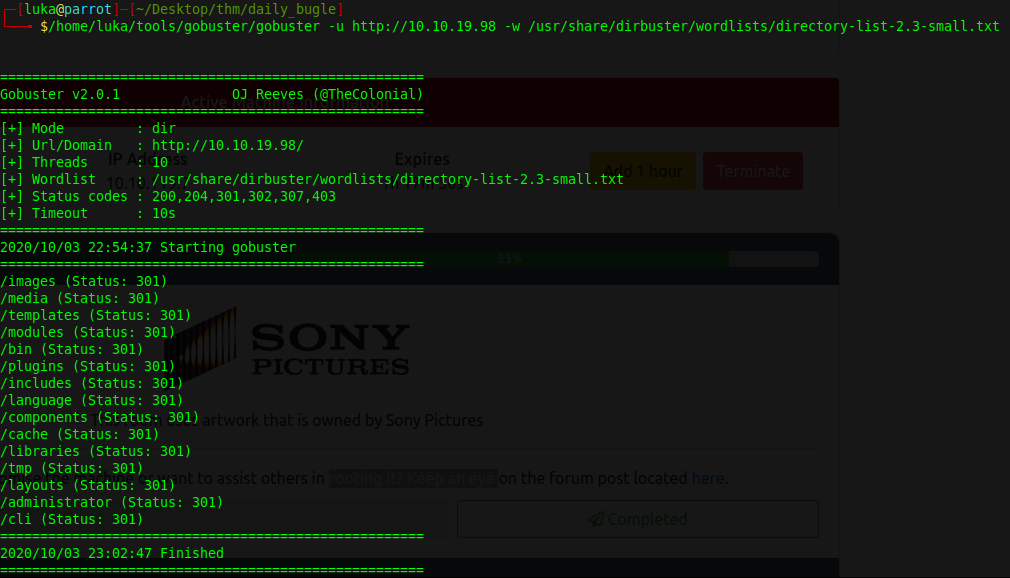 ┌─[luka@parrot]─[~/Desktop/thm/daily_bugle]
└──╼ $/home/luka/tools/gobuster/gobuster -u http://10.10.19.98 -w /usr/share/dirbuster/wordlists/directory-list-2.3-small.txt
=====================================================
Gobuster v2.0.1              OJ Reeves (@TheColonial)
Active Machine Information
=====================================================
[+] Mode         : dir
[+] Url/Domain   : http://10.10.19.98/
IP Address
Expires
[+] Threads      : 10
Add 1 hour
Terminate
[+] Wordlist     : /usr/share/dirbuster/wordlists/directory-list-2.3-small.txt
[+] Status codes : 200,204,301,302,307,403
[+] Timeout      : 10s
=====================================================
2020/10/03 22:54:37 Starting gobuster
=====================================================
83%
/images (Status: 301)
/media (Status: 301)
/templates (Status: 301)
/modules (Status: 301)
SONY
/bin (Status: 301)
/plugins (Status: 301)
PICTURES
/includes (Status: 301)
/language (Status: 301)
/components (Status: 301)
artwork that is owned by Sony Pictures
/cache (Status: 301)
/libraries (Status: 301)
/tmp (Status: 301)
want to assist others in rooting it? Keep an eye on the forum post located here.
/layouts (Status: 301)
/administrator (Status: 301)
/cli (Status: 301)
Completed
=====================================================
2020/10/03 23:02:47 Finished
=====================================================